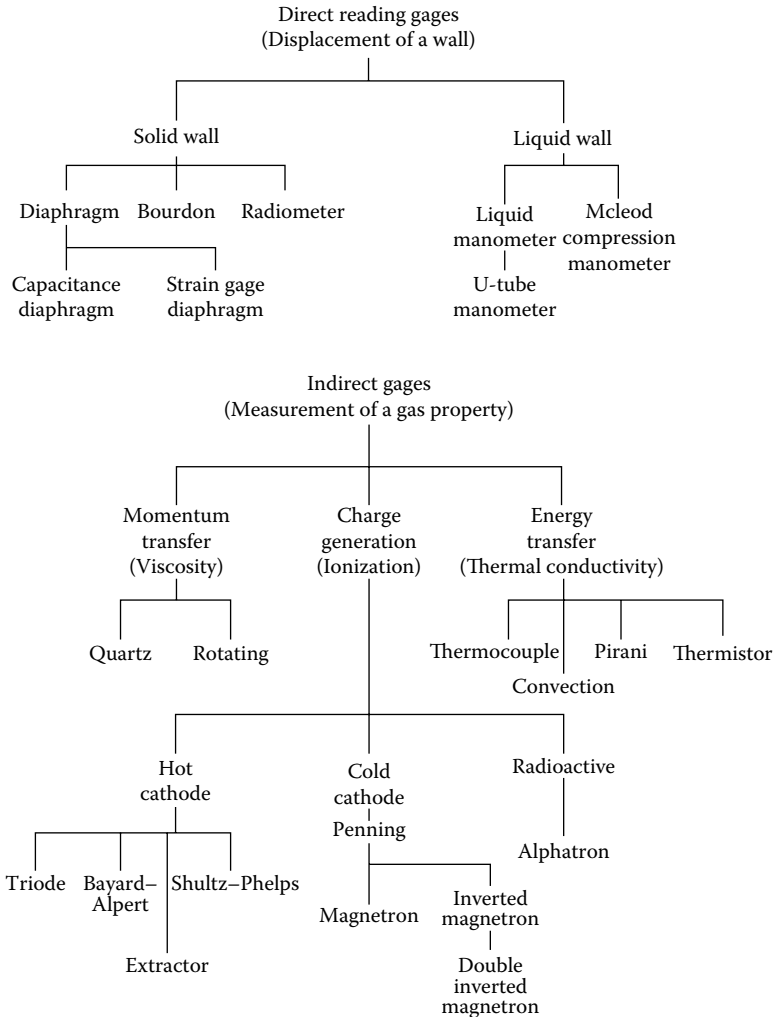 Direct reading gages
(Displacement of a wall)
Solid wall
Liquid wall
Diaphragm
Bourdon
Radiometer
Liquid
manometer
Mcleod
compression
manometer
Capacitance
diaphragm
Strain gage
diaphragm
U-tube
manometer
Indirect gages
(Measurement of a gas property)
Momentum
transfer
(Viscosity)
Charge
generation
(Ionization)
Energy
transfer
(Thermal conductivity)
Quartz
Rotating
Thermocouple
Convection
Pirani
Thermistor
Hot
cathode
Cold
cathode
Penning
Radioactive
Alphatron
Triode
Bayard–
Alpert
Shultz–Phelps
Extractor
Magnetron
Inverted
magnetron
Double
inverted
magnetron